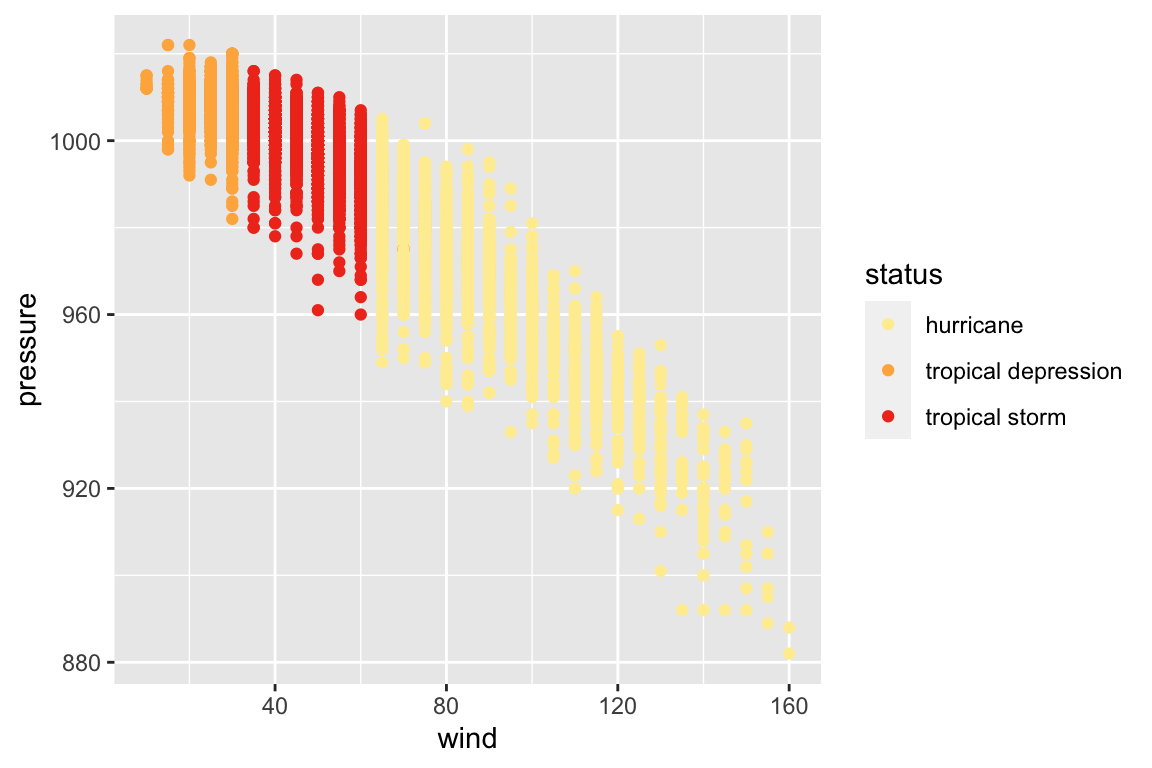 pressure
1000
960
920
880
40 80 120 160
wind
status
hurricane
tropical depression
tropical storm